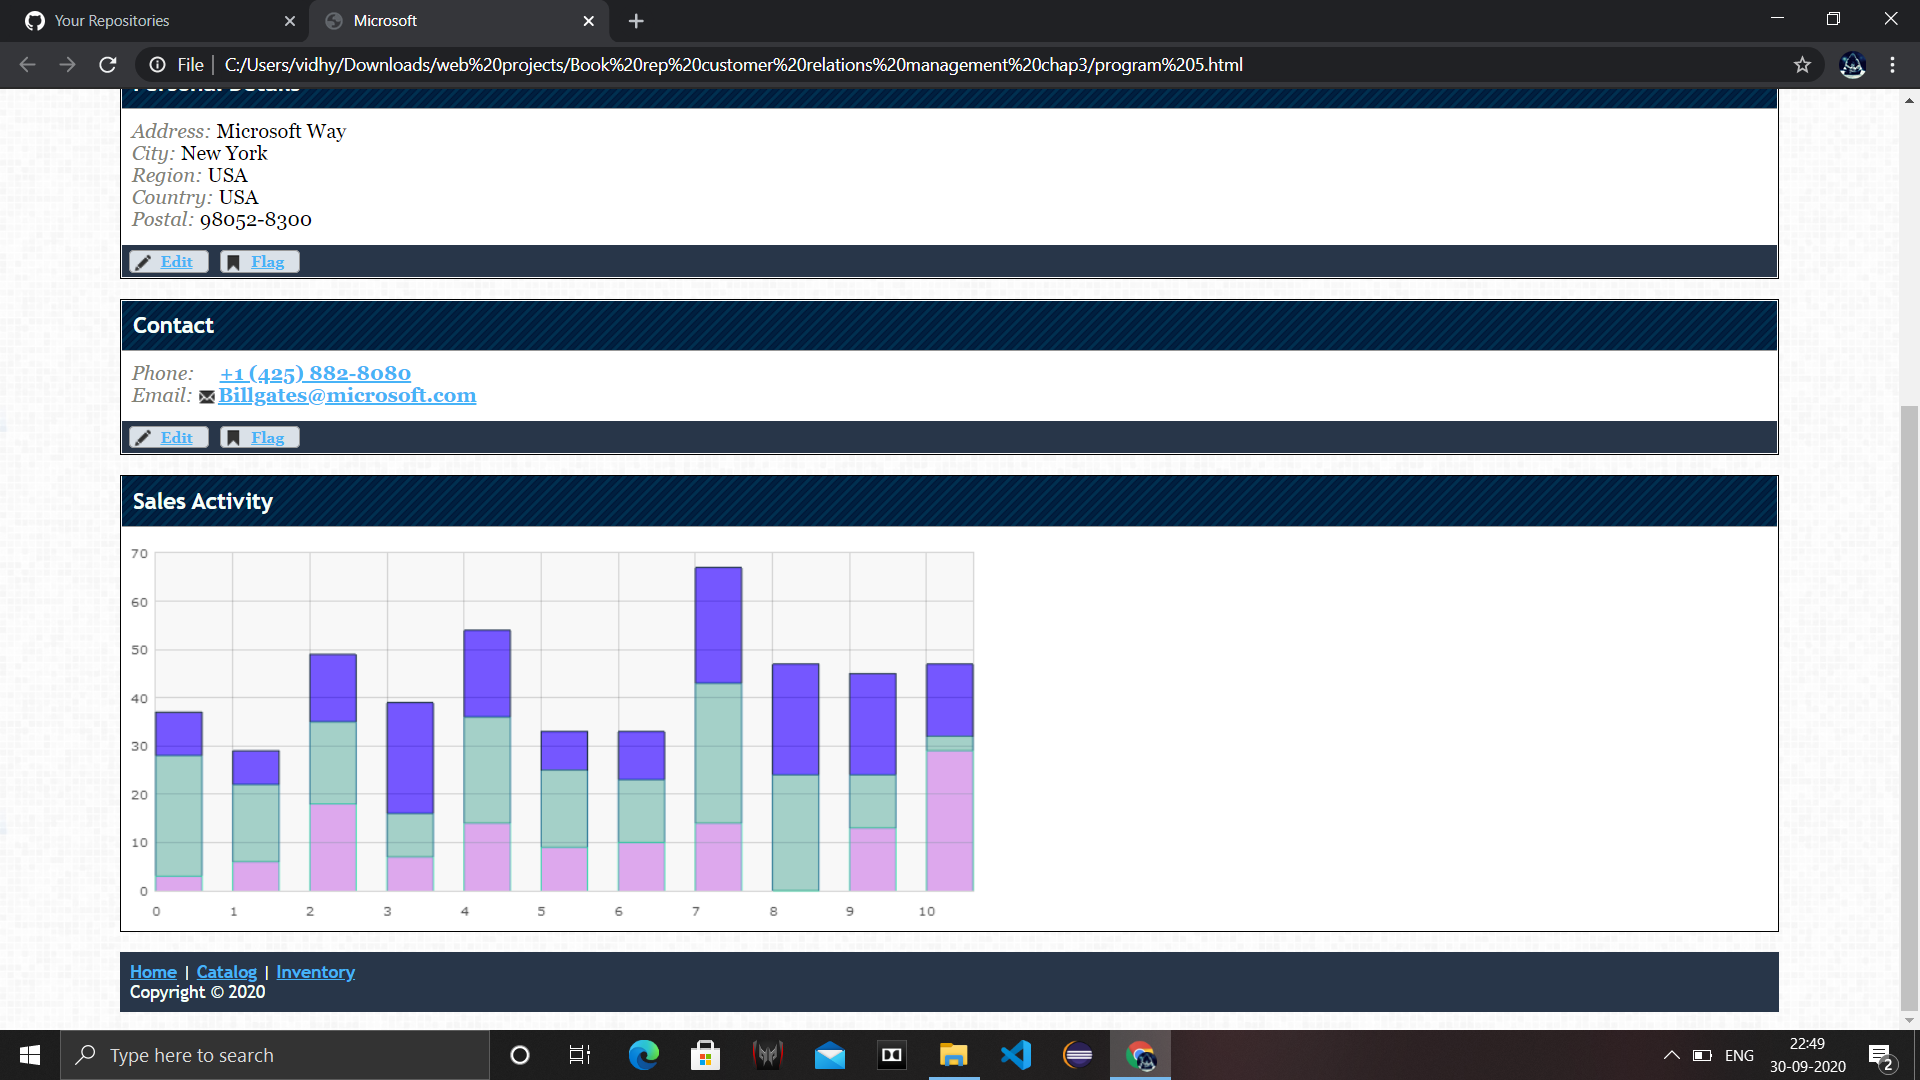 Your Repositories
Microsoft
File
C:/Users/vidhy/Downloads/web%20projects/Book%20rep%20customer%20relations%20management%20chap3/program%205.html
Personal Details
Address: Microsoft Way
City: New York
Region: USA
Country: USA
Postal: 98052-8300
Edit Flag
Contact
Phone: +1 (425) 882-8080
Email: Billgates@microsoft.com
Edit Flag
Sales Activity
70
60
50
40
30
20
10
0
0 1 2 3 4 5 6 7 8 9 10
Home | Catalog | Inventory
Copyright © 2020
Type here to search
ENG
22:49
30-09-2020
2